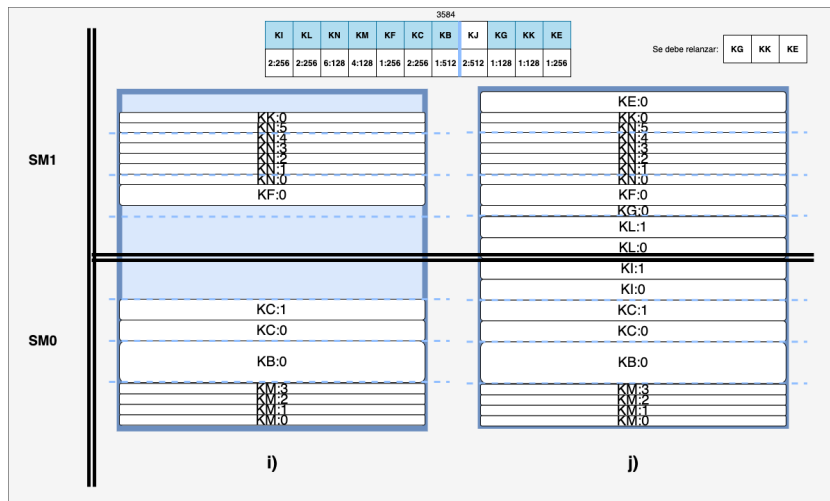 3584
KI KL KN KM KF KC KB KJ KG KK KE
2:256 2:256 6:128 4:128 1:256 2:256 1:512 2:512 1:128 1:128 1:256
Se debe relanzar: KG KK KE
SM1
SM0
KK:0
KN:5
KN:4
KN:3
KN:2
KN:1
KN:0
KF:0
KC:1
KC:0
KB:0
KM:3
KM:2
KM:1
KM:0
i)
KE:0
KK:0
KN:5
KN:4
KN:3
KN:2
KN:1
KN:0
KF:0
KG:0
KL:1
KL:0
KI:1
KI:0
KC:1
KC:0
KB:0
KM:3
KM:2
KM:1
KM:0
j)